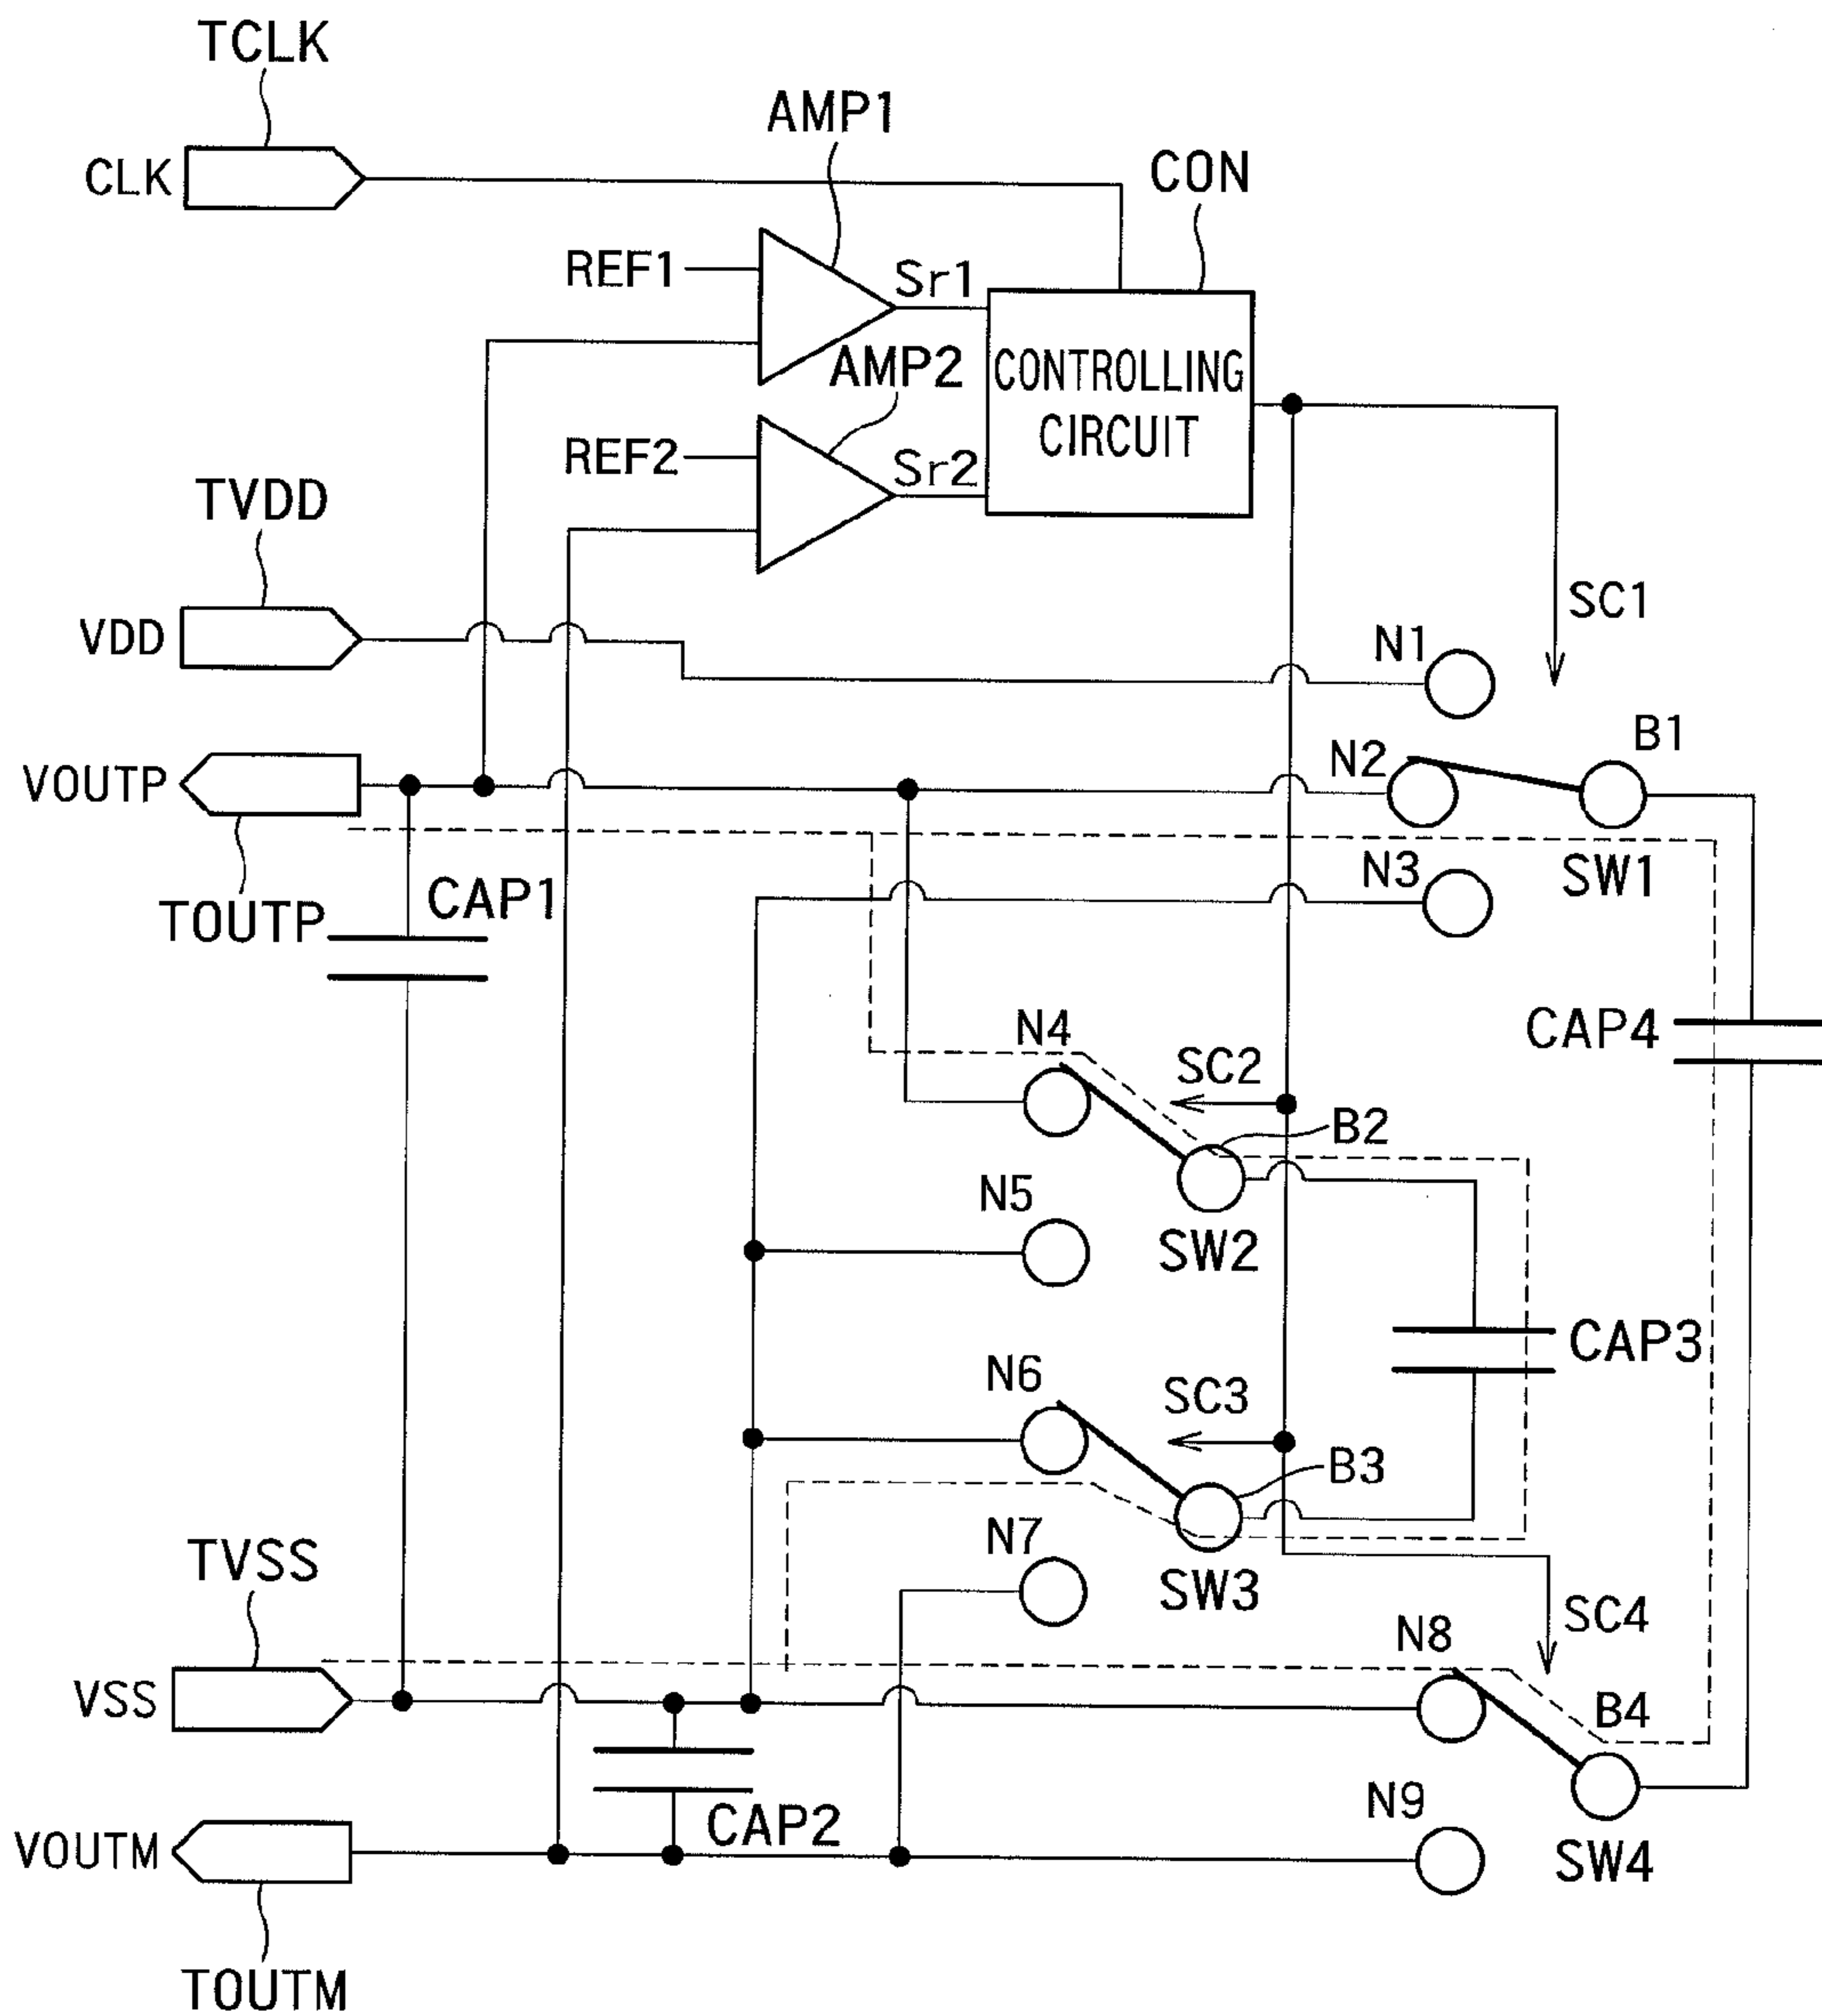 TCLK
AMP1
CLK
CON
REF1
Sr1
AMP2
CONTROLLING
CIRCUIT
REF2
Sr2
TVDD
SC1
VDD
N1
B1
N2
VOUTP
SW1
N3
CAP1
TOUTP
N4
CAP4
SC2
B2
N5
SW2
CAP3
N6
SC3
B3
N7
TVSS
SW3
SC4
N8
VSS
B4
N9
CAP2
VOUTM
SW4
TOUTM